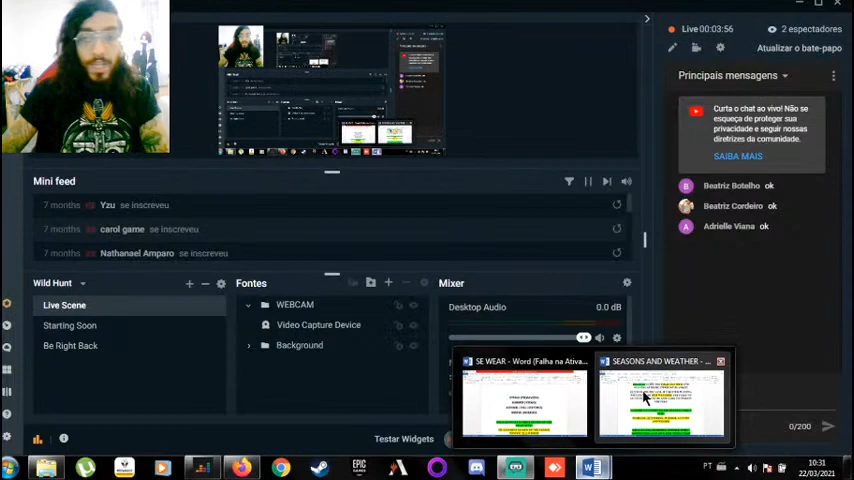 Live 00:03:56
2 espectadores
Atualizar o bate-papo
Principais mensagens
Curta o chat ao vivo! Não se
esqueça de proteger sua
privacidade e seguir nossas
diretrizes da comunidade.
SAIBA MAIS
Beatriz Botelho ok
Beatriz Cordeiro ok
Adrielle Viana ok
Mini feed
7 months Yzu se inscreveu
7 months carol game se inscreveu
7 months Nathanael Amparo se inscreveu
Wild Hunt
Live Scene
Starting Soon
Be Right Back
Fontes
WEBCAM
Video Capture Device
Background
Mixer
Desktop Audio 0.0 dB
SE WEAR - Word (Falha na Ativa...
SEASONS AND WEATHER - ...
Testar Widgets
0/200
EPIC
GAMES
PT
10:31
22/03/2021